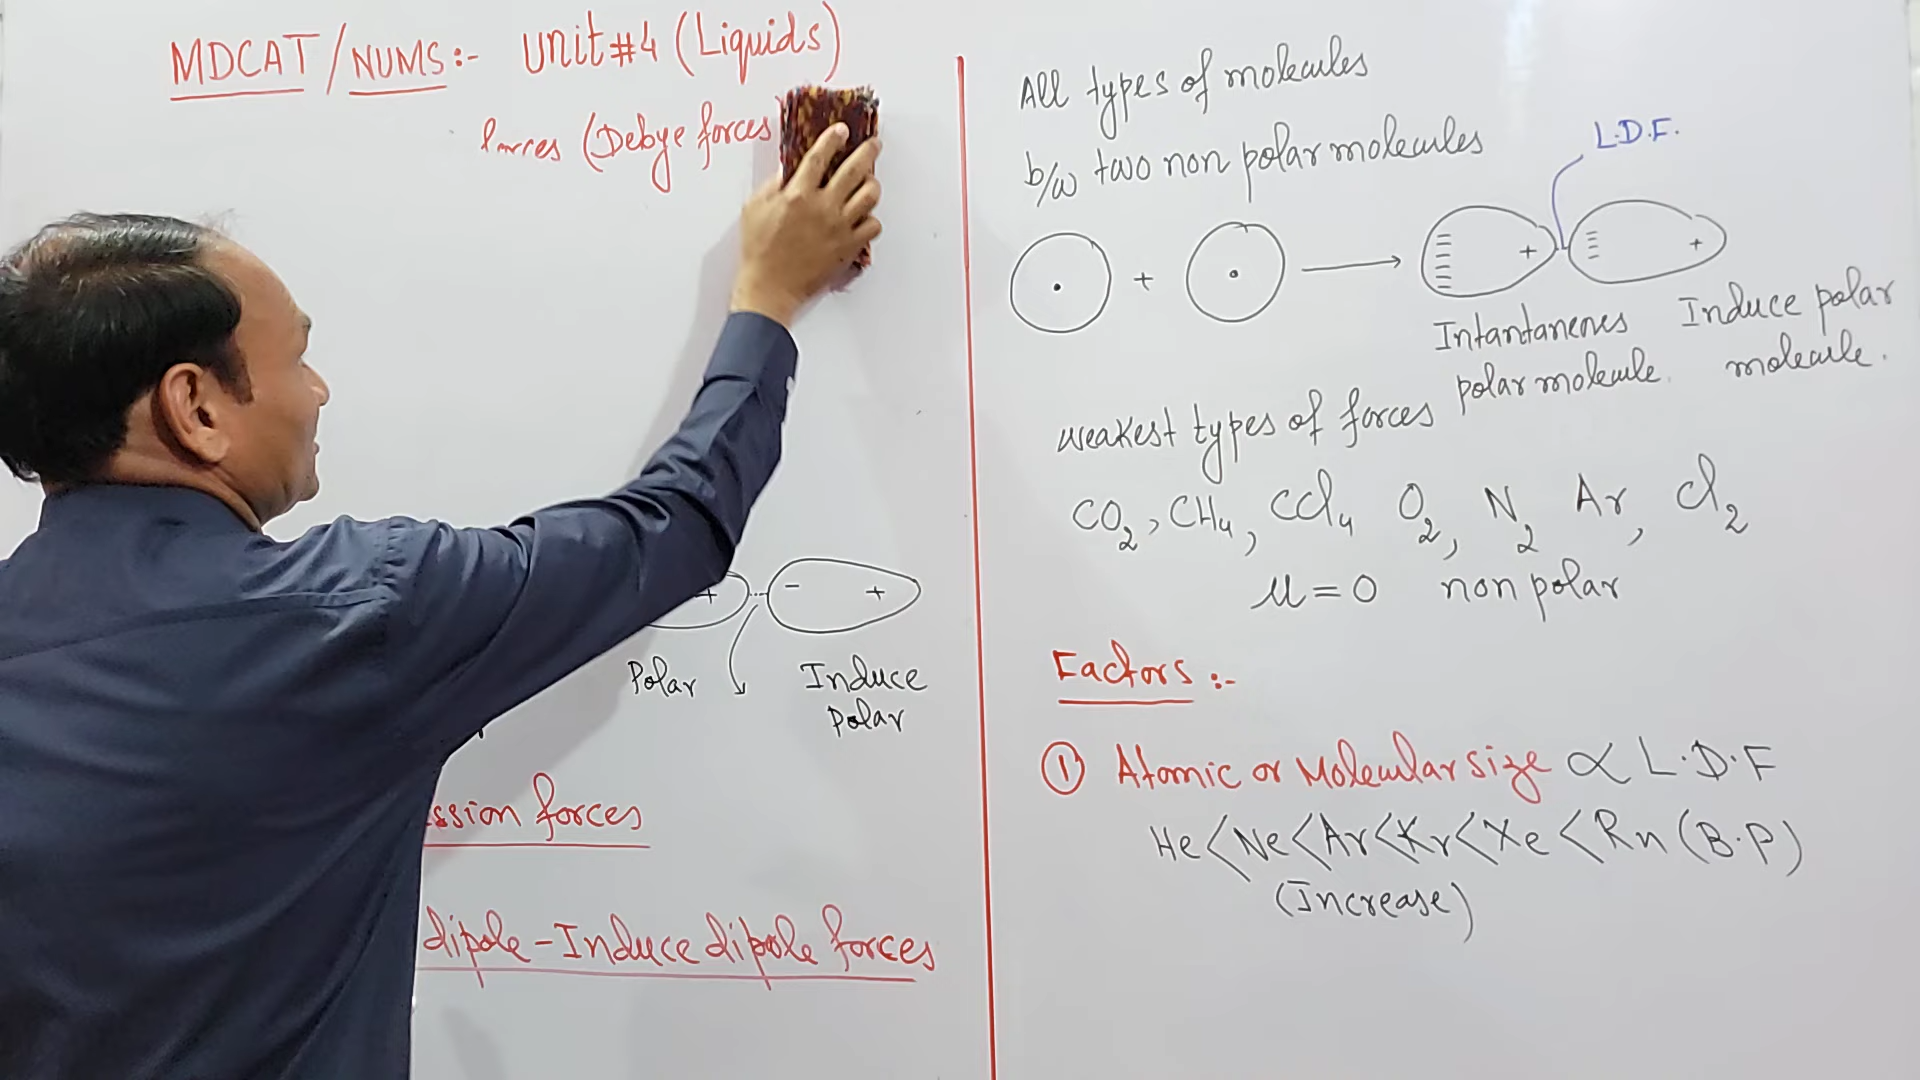 MDCAT/NUMS:- Unit#4 (Liquids)
forces (Debye forces
- +
Polar
Induce
polar
ssion forces
dipole-Induce dipole forces
All types of molecules
b/w two non polar molecules
L.D.F.
+ + +
Intantaneous
polar molecule.
Induce polar
molecule.
weakest types of forces
CO2, CH4, CCl4 O2, N2 Ar, Cl2
μ=0 non polar
Factors:-
① Atomic or Molecular size ∝ L.D.F
He<Ne<Ar<Kr<Xe<Rn (B.P)
(Increase)